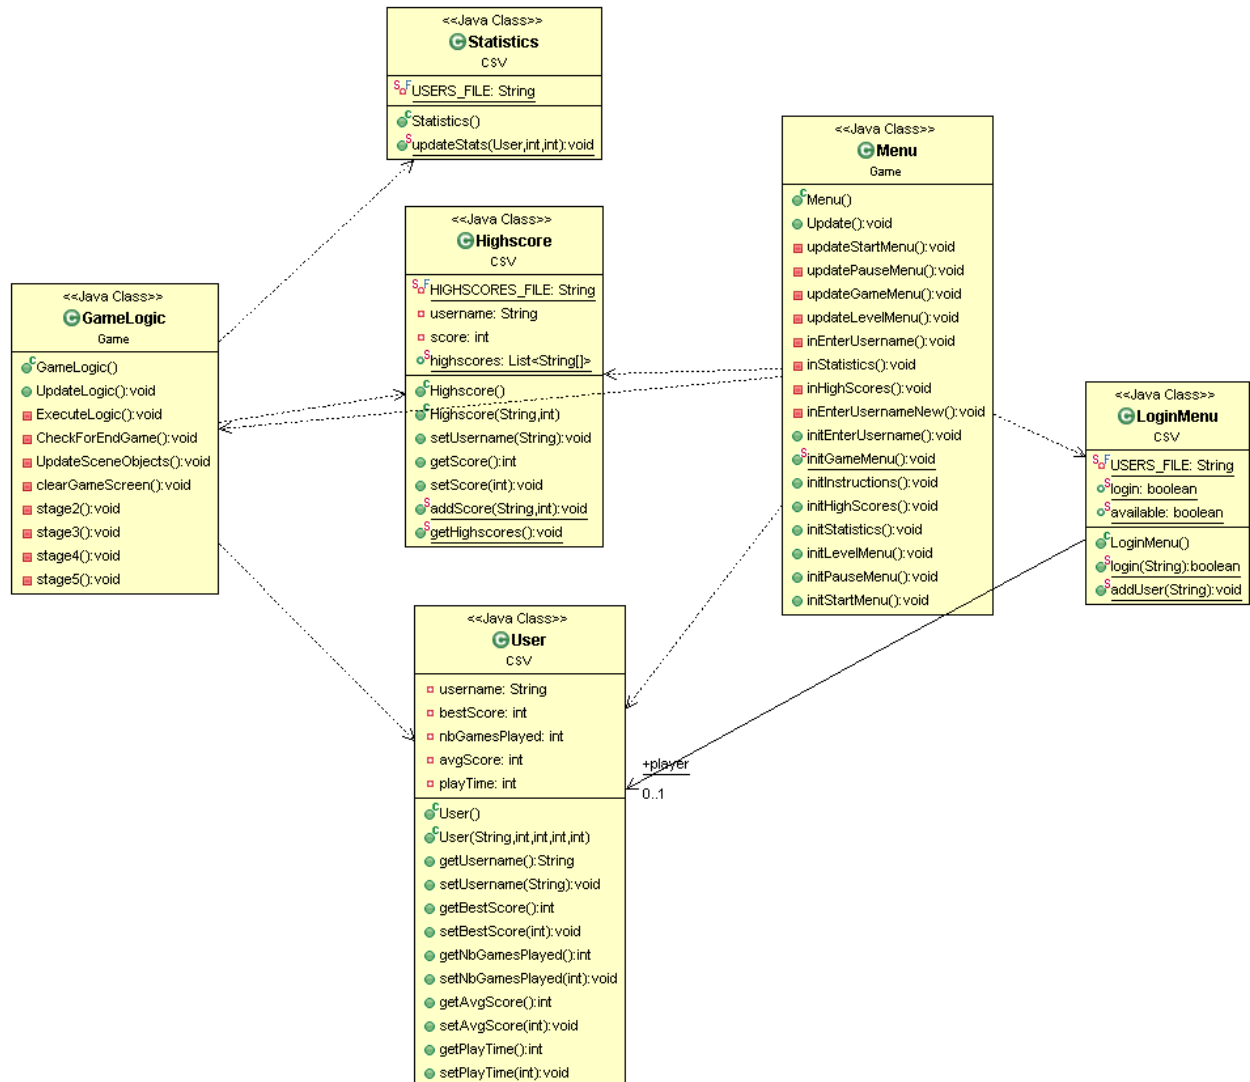 <<Java Class>>
Statistics
CSV
USERS_FILE: String
Statistics()
updateStats(User,int,int):void
<<Java Class>>
Highscore
CSV
HIGHSCORES_FILE: String
username: String
score: int
highscores: List<String[]>
Highscore()
Highscore(String,int)
setUsername(String):void
getScore():int
setScore(int):void
addScore(String,int):void
getHighscores():void
<<Java Class>>
Menu
Game
Menu()
Update():void
updateStartMenu():void
updatePauseMenu():void
updateGameMenu():void
updateLevelMenu():void
inEnterUsername():void
inStatistics():void
inHighScores():void
inEnterUsernameNew():void
initEnterUsername():void
initGameMenu():void
initInstructions():void
initHighScores():void
initStatistics():void
initLevelMenu():void
initPauseMenu():void
initStartMenu():void
<<Java Class>>
GameLogic
Game
GameLogic()
UpdateLogic():void
ExecuteLogic():void
CheckForEndGame():void
UpdateSceneObjects():void
clearGameScreen():void
stage2():void
stage3():void
stage4():void
stage5():void
<<Java Class>>
LoginMenu
CSV
USERS_FILE: String
login: boolean
available: boolean
LoginMenu()
login(String):boolean
addUser(String):void
<<Java Class>>
User
CSV
username: String
bestScore: int
nbGamesPlayed: int
avgScore: int
playTime: int
User()
User(String,int,int,int,int)
getUsername():String
setUsername(String):void
getBestScore():int
setBestScore(int):void
getNbGamesPlayed():int
setNbGamesPlayed(int):void
getAvgScore():int
setAvgScore(int):void
getPlayTime():int
setPlayTime(int):void
+player
0..1